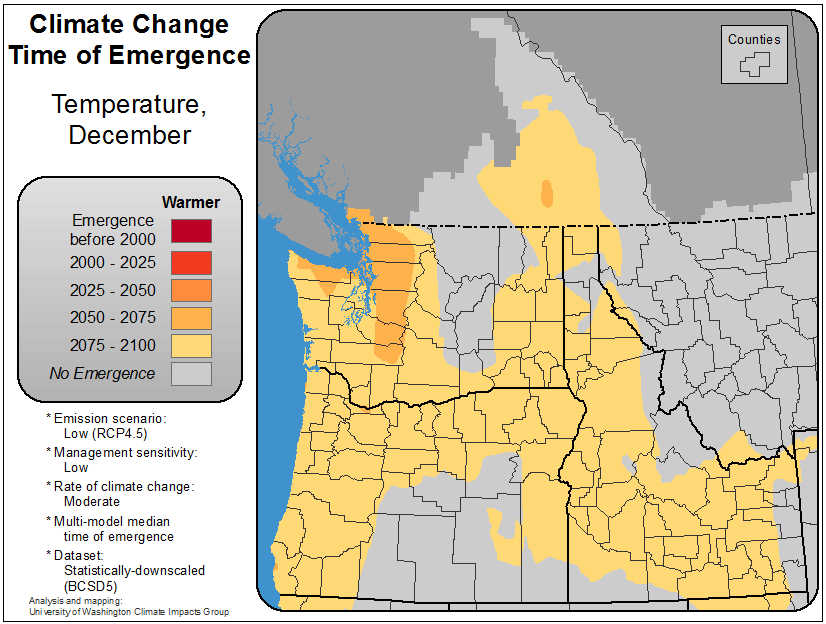 Climate Change
Time of Emergence
Temperature,
December
Warmer
Emergence
before 2000
2000 - 2025
2025 - 2050
2050 - 2075
2075 - 2100
No Emergence
* Emission scenario:
Low (RCP4.5)
* Management sensitivity:
Low
* Rate of climate change:
Moderate
* Multi-model median
time of emergence
* Dataset:
Statistically-downscaled
(BCSD5)
Analysis and mapping:
University of Washington Climate Impacts Group
Counties